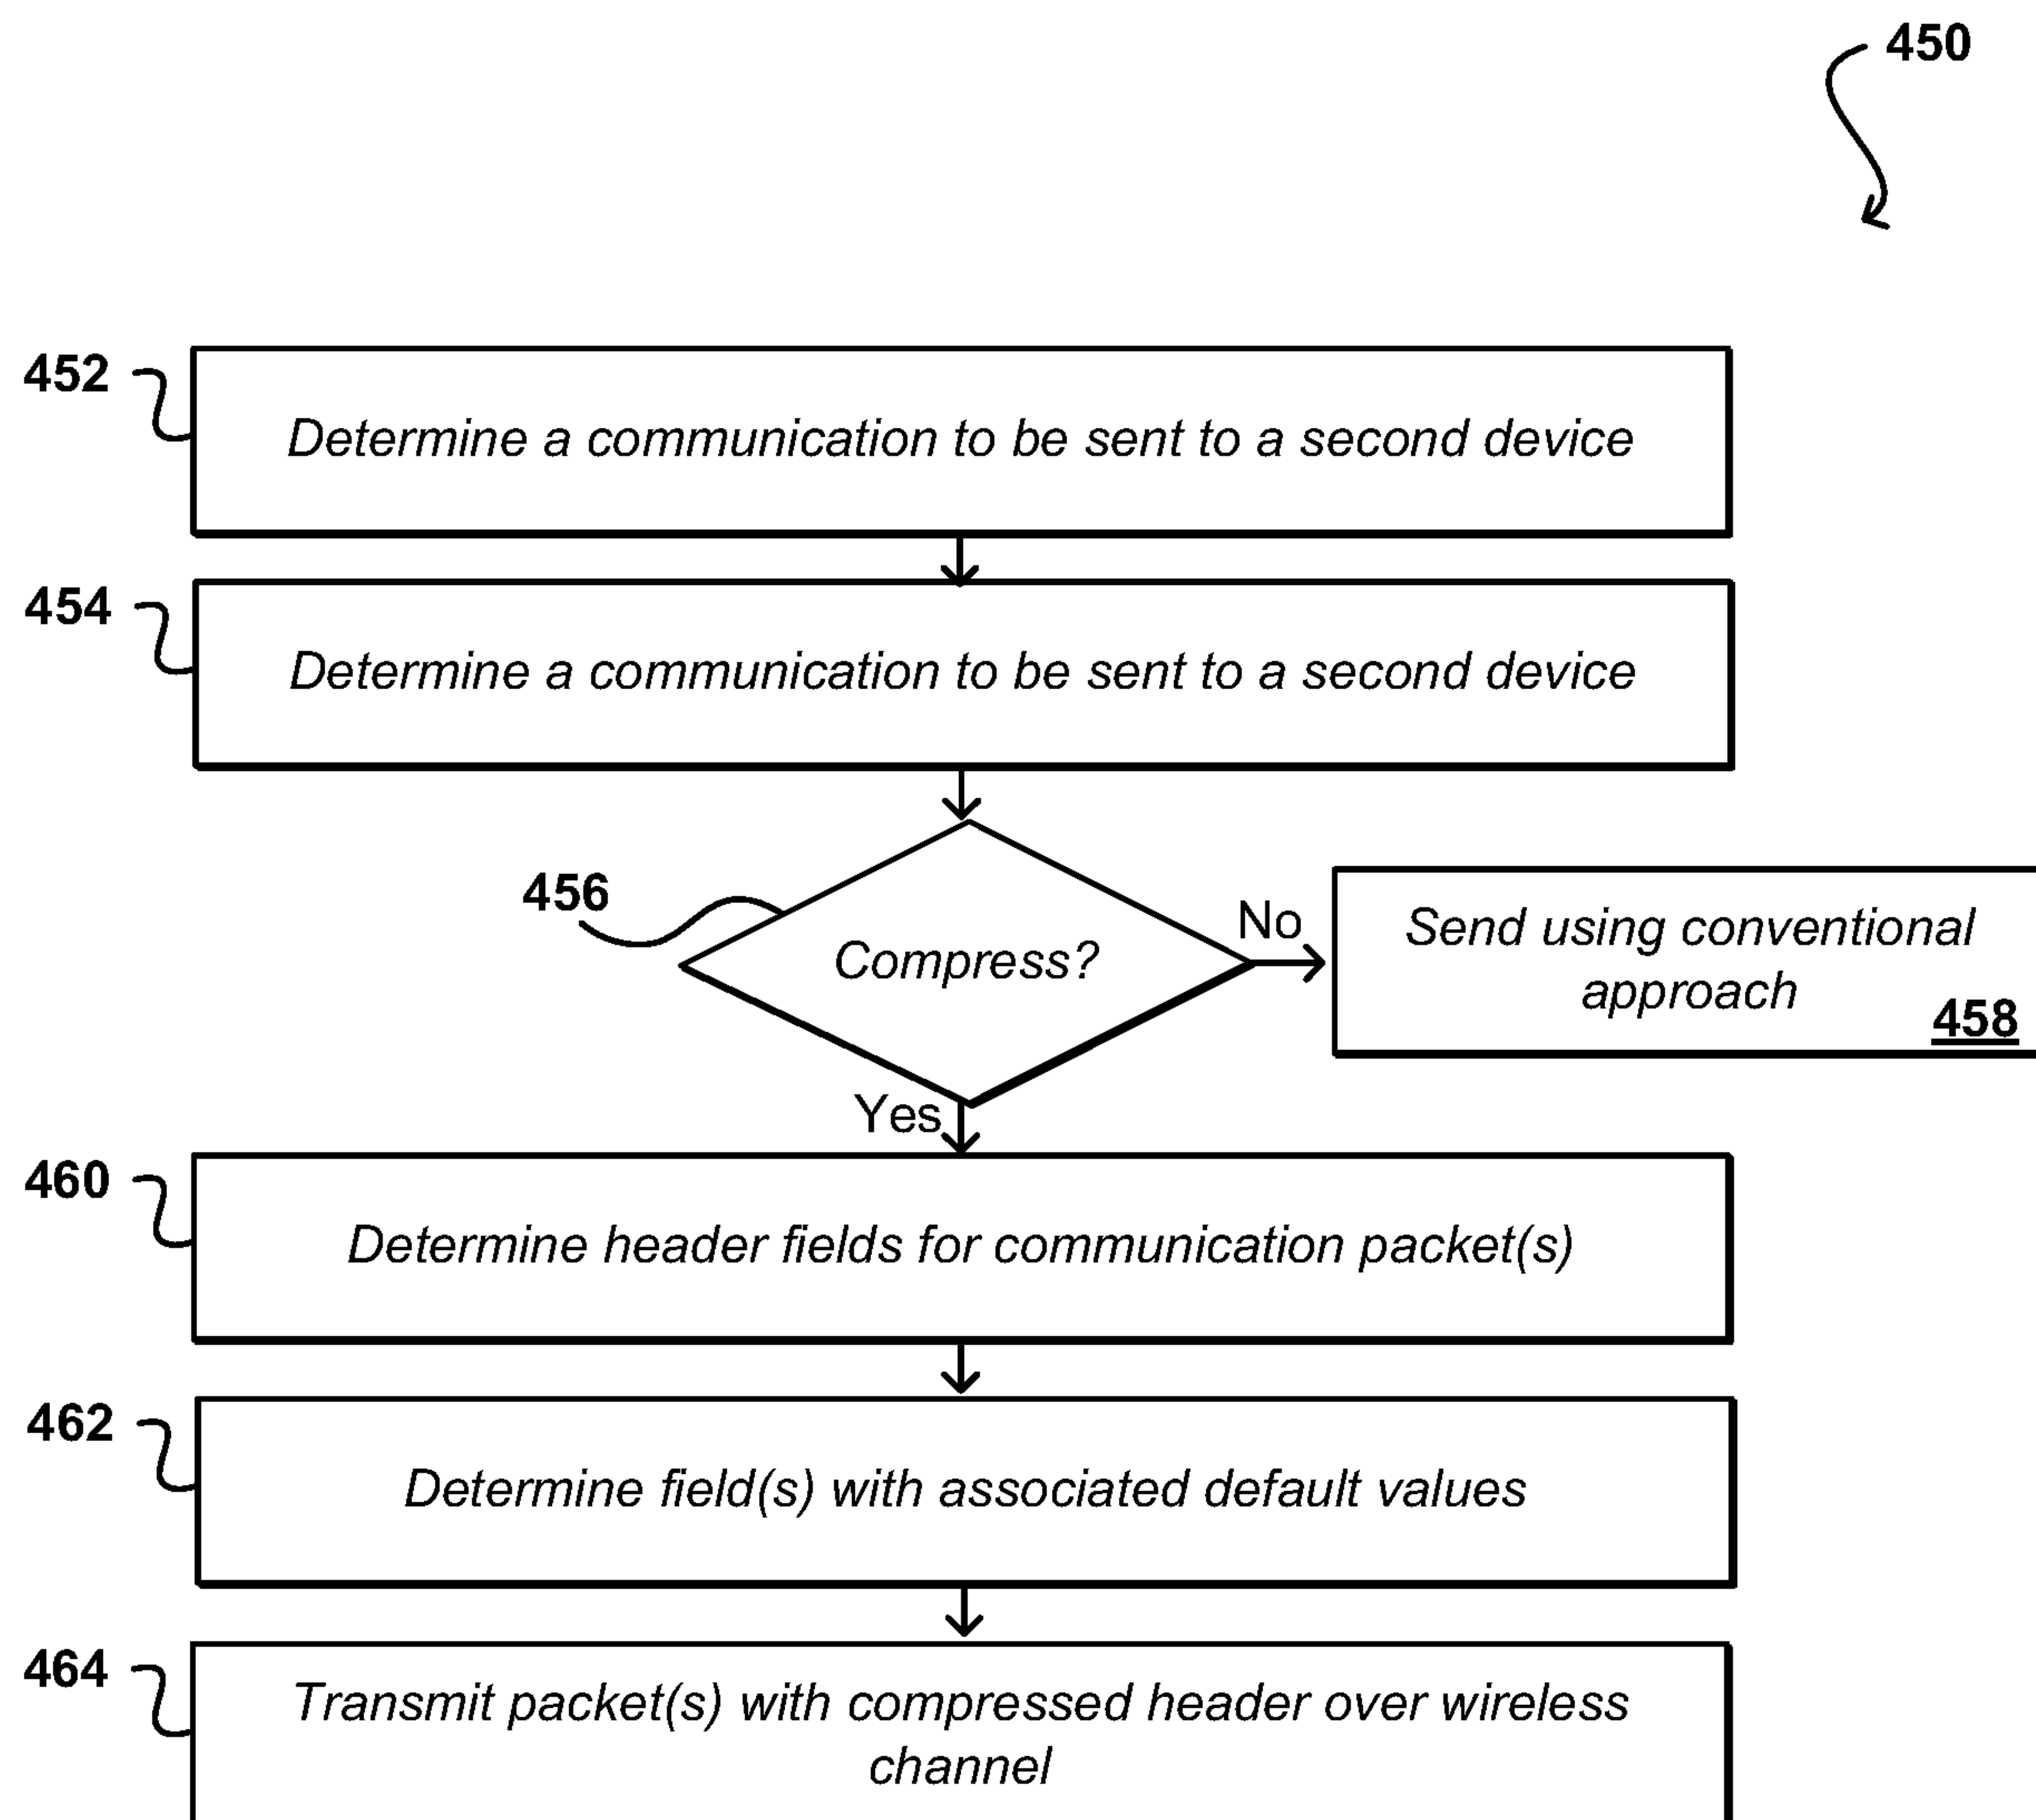 450
452
Determine a communication to be sent to a second device
454
Determine a communication to be sent to a second device
456
Compress?
No
Send using conventional
approach
458
Yes
460
Determine header fields for communication packet(s)
462
Determine field(s) with associated default values
464
Transmit packet(s) with compressed header over wireless
channel